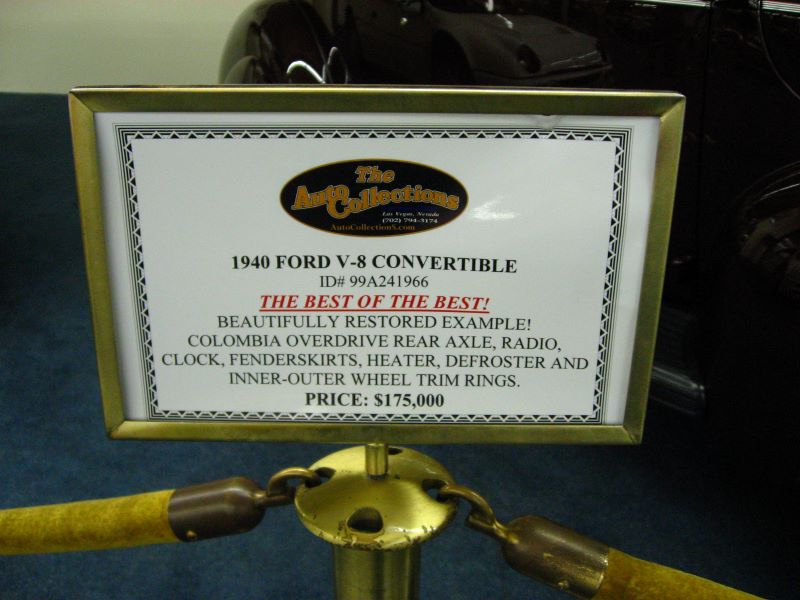 The
Auto Collections
Las Vegas, Nevada
(702) 794-3174
AutoCollectionS.com
1940 FORD V-8 CONVERTIBLE
ID# 99A241966
THE BEST OF THE BEST!
BEAUTIFULLY RESTORED EXAMPLE!
COLOMBIA OVERDRIVE REAR AXLE, RADIO,
CLOCK, FENDERSKIRTS, HEATER, DEFROSTER AND
INNER-OUTER WHEEL TRIM RINGS.
PRICE: $175,000